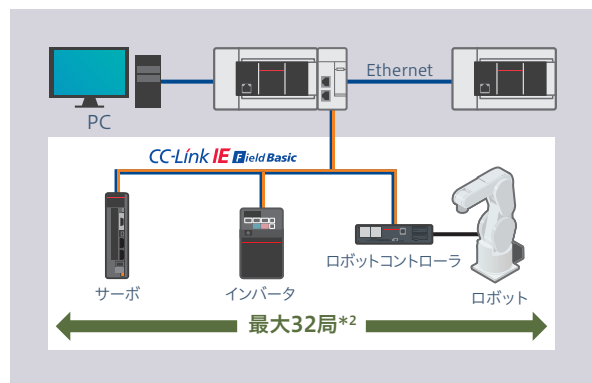 Ethernet
PC
CC-Link IE Field Basic
サーボ
インバータ
ロボットコントローラ
ロボット
最大32局*2